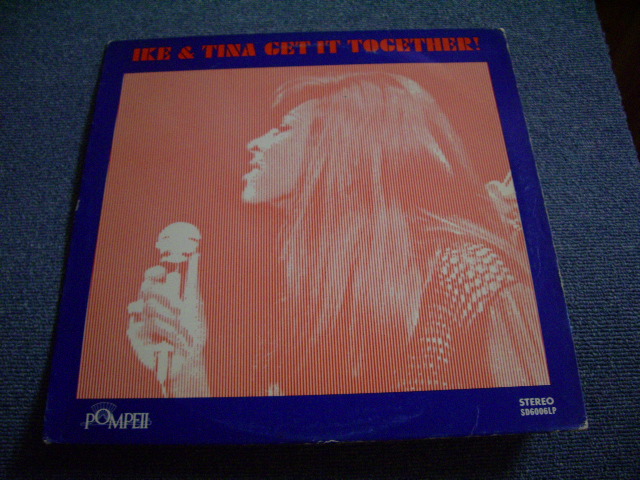 IKE & TINA GET IT TOGETHER!
POMPEII
STEREO
SD6006LP